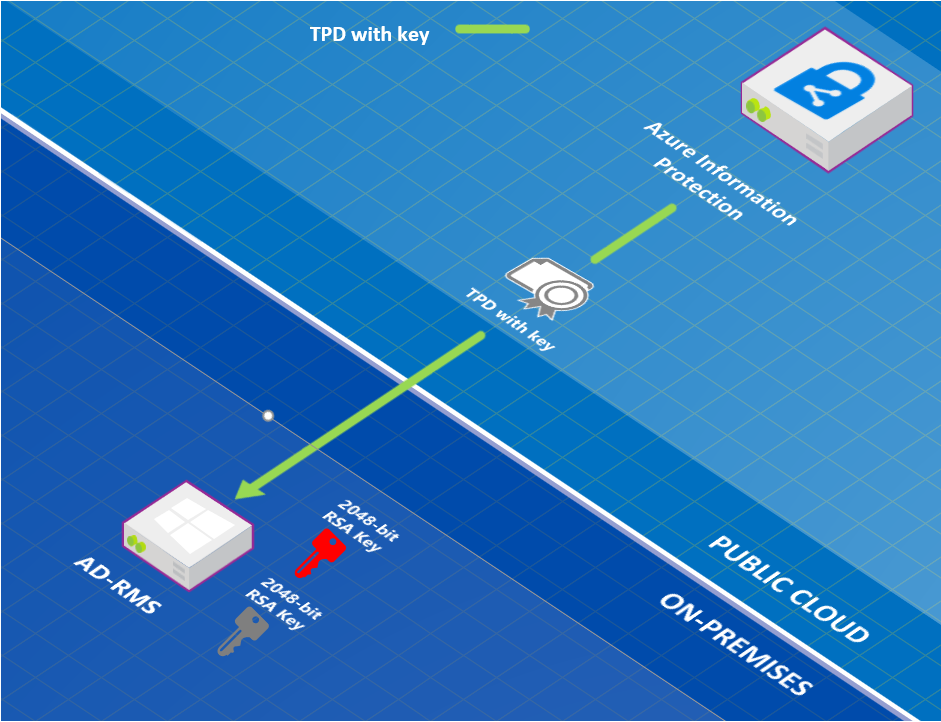 TPD with key
Azure Information
Protection
TPD with key
2048-bit
RSA Key
AD-RMS
2048-bit
RSA Key
PUBLIC CLOUD
ON-PREMISES